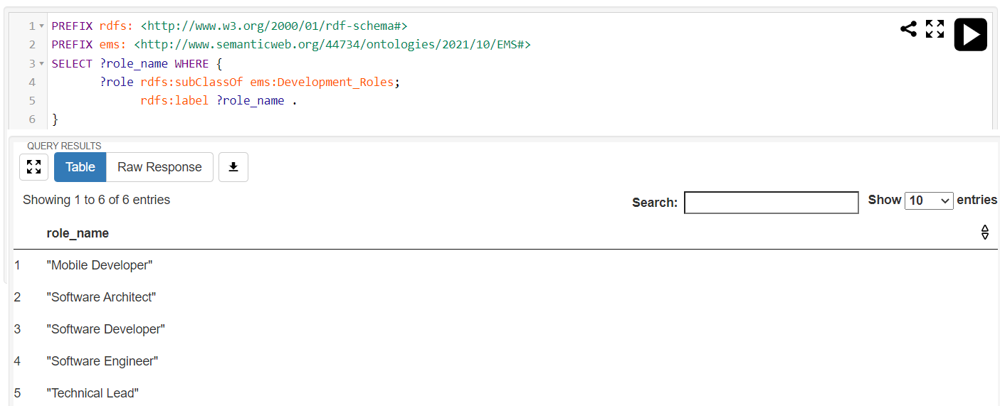 1 PREFIX rdfs: <http://www.w3.org/2000/01/rdf-schema#>
2 PREFIX ems: <http://www.semanticweb.org/44734/ontologies/2021/10/EMS#>
3 SELECT ?role_name WHERE {
4 ?role rdfs:subClassOf ems:Development_Roles;
5 rdfs:label ?role_name .
6 }
QUERY RESULTS
Table Raw Response
Showing 1 to 6 of 6 entries Search: Show 10 entries
role_name
1 "Mobile Developer"
2 "Software Architect"
3 "Software Developer"
4 "Software Engineer"
5 "Technical Lead"